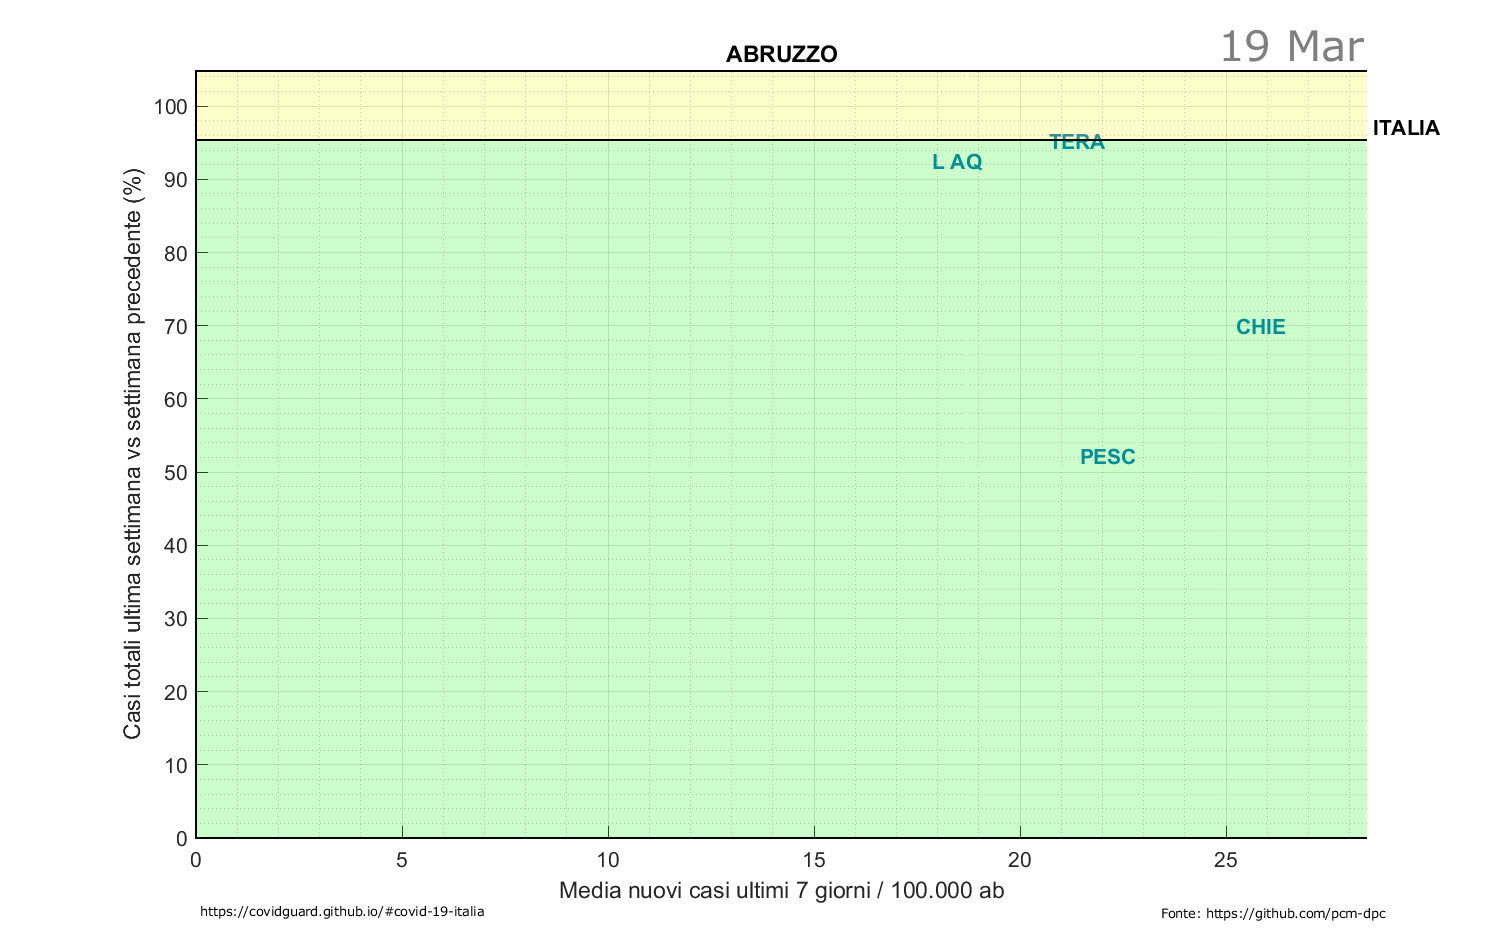 ABRUZZO
19 Mar
ITALIA
TERA
L AQ
CHIE
PESC
Casi totali ultima settimana vs settimana precedente (%)
100
90
80
70
60
50
40
30
20
10
0
0 5 10 15 20 25
Media nuovi casi ultimi 7 giorni / 100.000 ab
https://covidguard.github.io/#covid-19-italia
Fonte: https://github.com/pcm-dpc